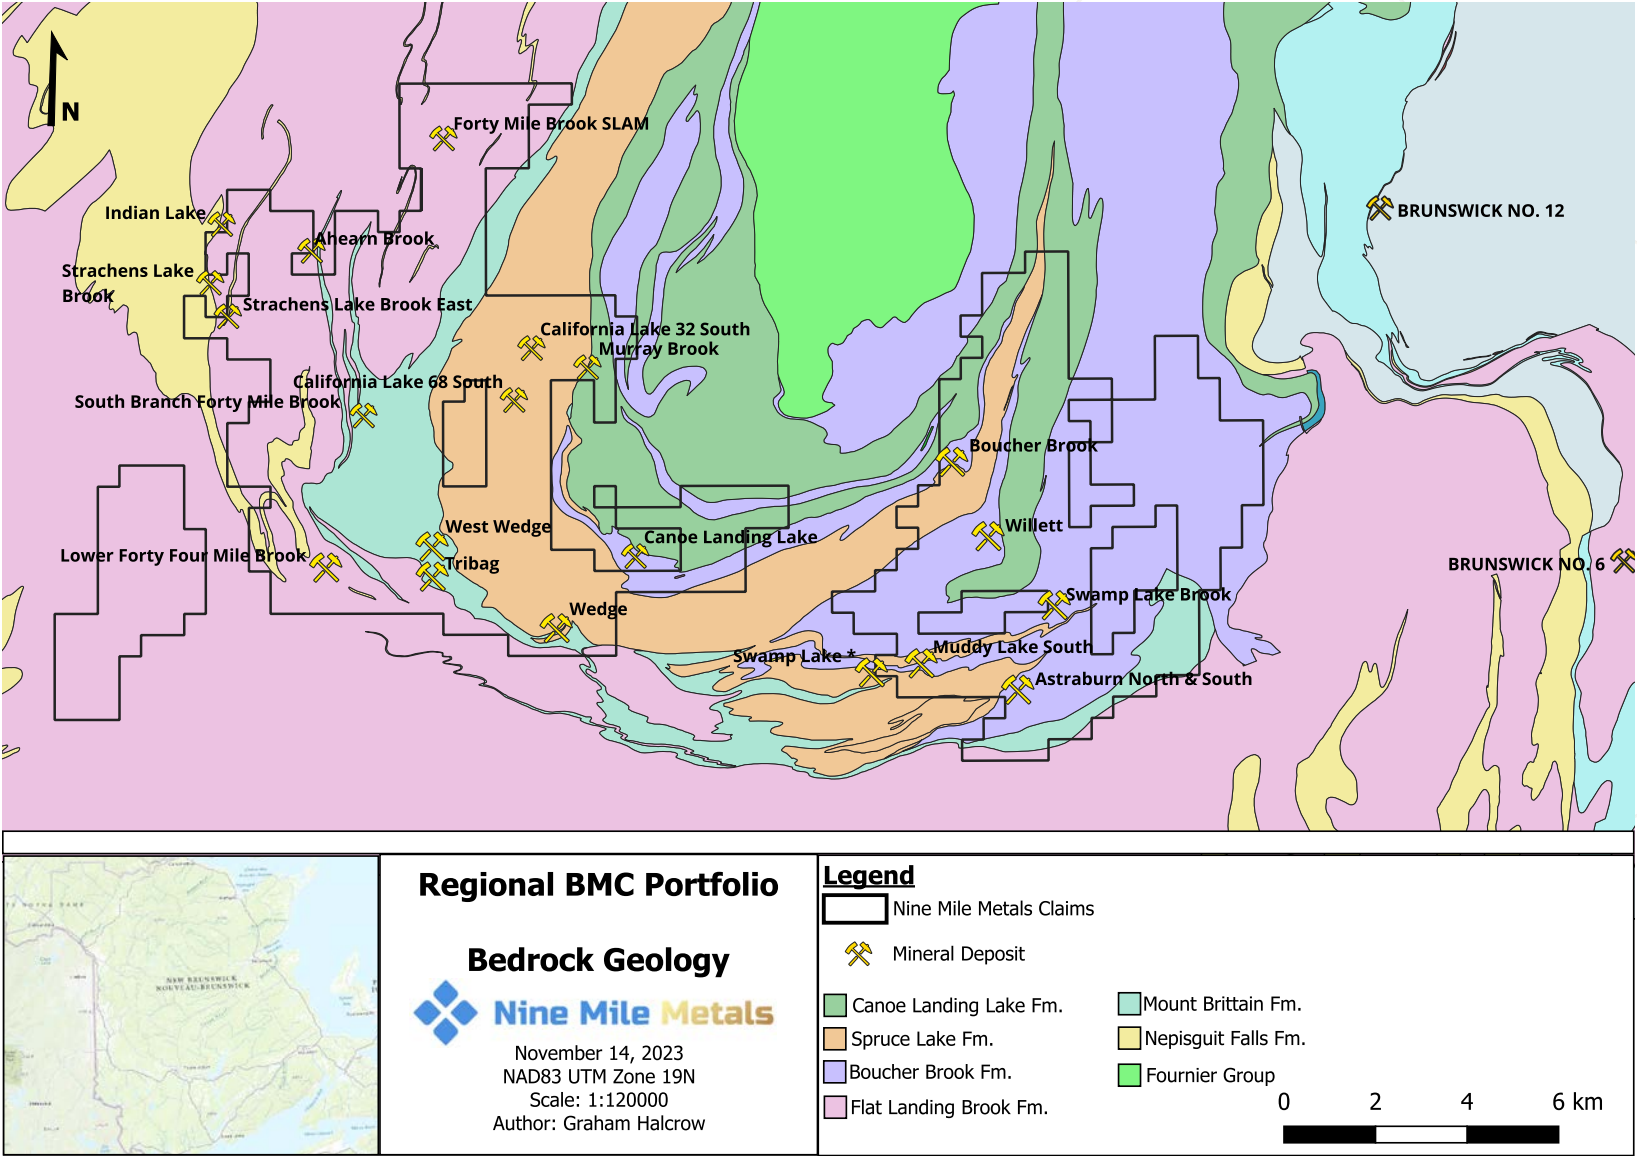 N
Forty Mile Brook SLAM
Indian Lake
BRUNSWICK NO. 12
Ahearn Brook
Strachens Lake
Brook
Strachens Lake Brook East
California Lake 32 South
Murray Brook
California Lake 68 South
South Branch Forty Mile Brook
Boucher Brook
West Wedge
Willett
Canoe Landing Lake
Lower Forty Four Mile Brook
Tribag
BRUNSWICK NO. 6
Swamp Lake Brook
Wedge
Muddy Lake South
Swamp Lake *
Astraburn North & South
NEW BRUNSWICK
NOUVEAU-BRUNSWICK
Regional BMC Portfolio
Bedrock Geology
Nine Mile Metals
November 14, 2023
NAD83 UTM Zone 19N
Scale: 1:120000
Author: Graham Halcrow
Legend
Nine Mile Metals Claims
Mineral Deposit
Canoe Landing Lake Fm.
Spruce Lake Fm.
Boucher Brook Fm.
Flat Landing Brook Fm.
Mount Brittain Fm.
Nepisguit Falls Fm.
Fournier Group
0 2 4 6 km